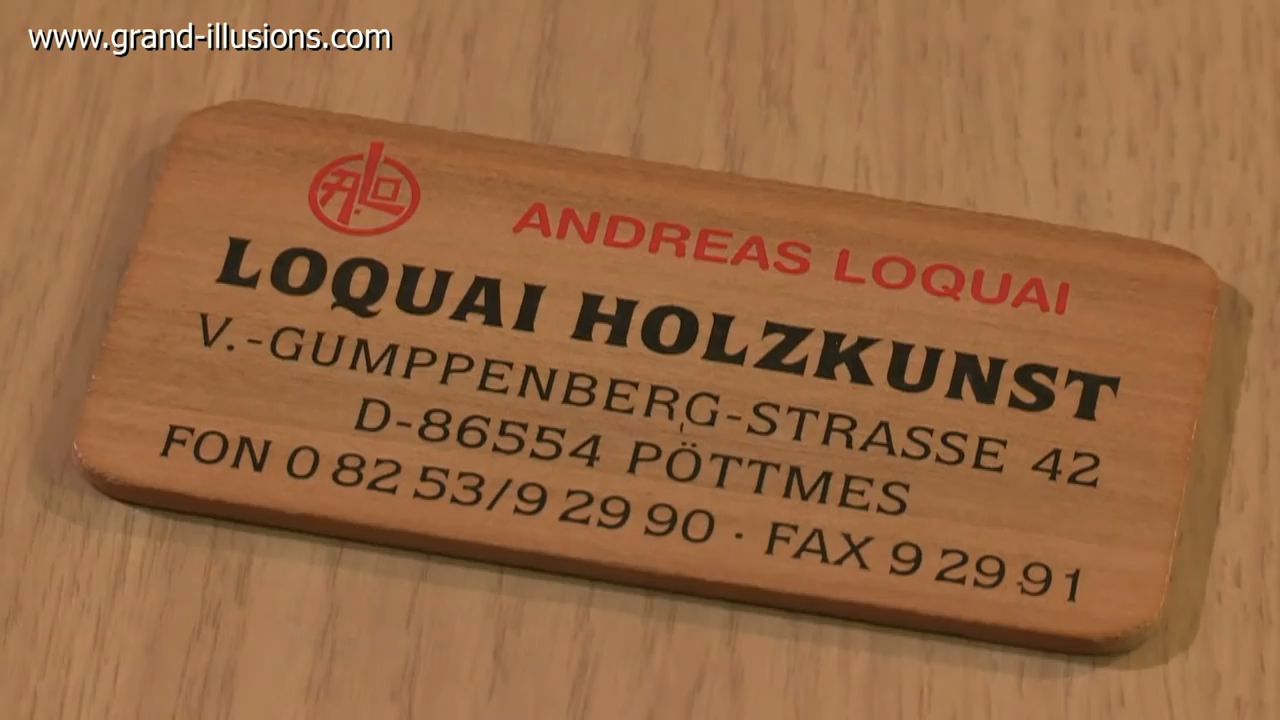 www.grand-illusions.com
A.LO
ANDREAS LOQUAI
LOQUAI HOLZKUNST
V.-GUMPPENBERG-STRASSE 42
D-86554 PÖTTMES
FON 0 82 53/9 29 90 · FAX 9 29 91